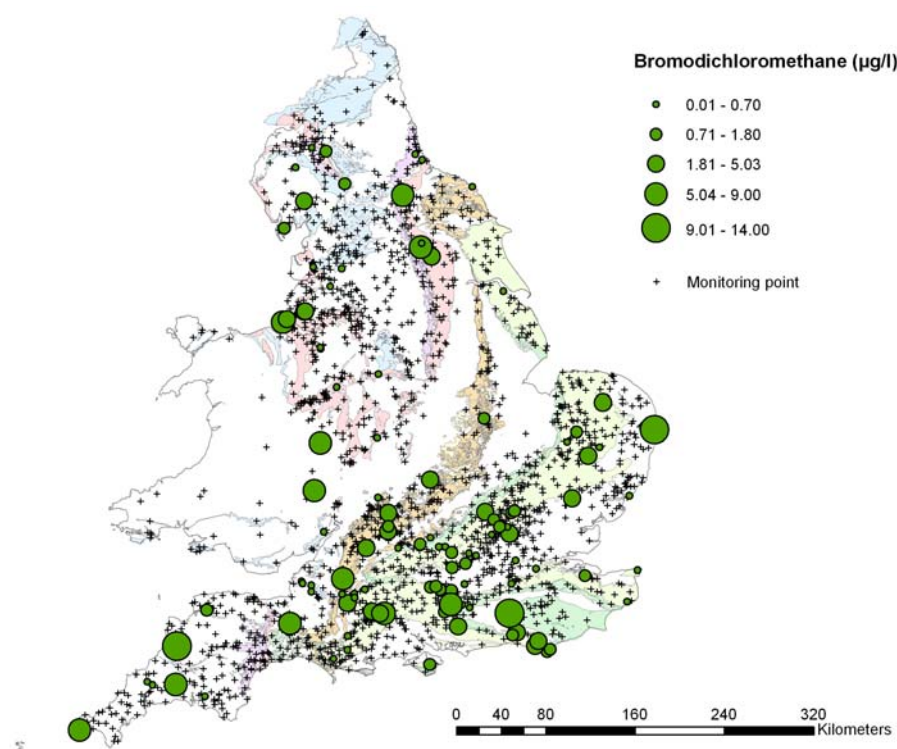 Bromodichloromethane (µg/l)
0.01 - 0.70
0.71 - 1.80
1.81 - 5.03
5.04 - 9.00
9.01 - 14.00
Monitoring point
0 40 80 160 240 320
Kilometers